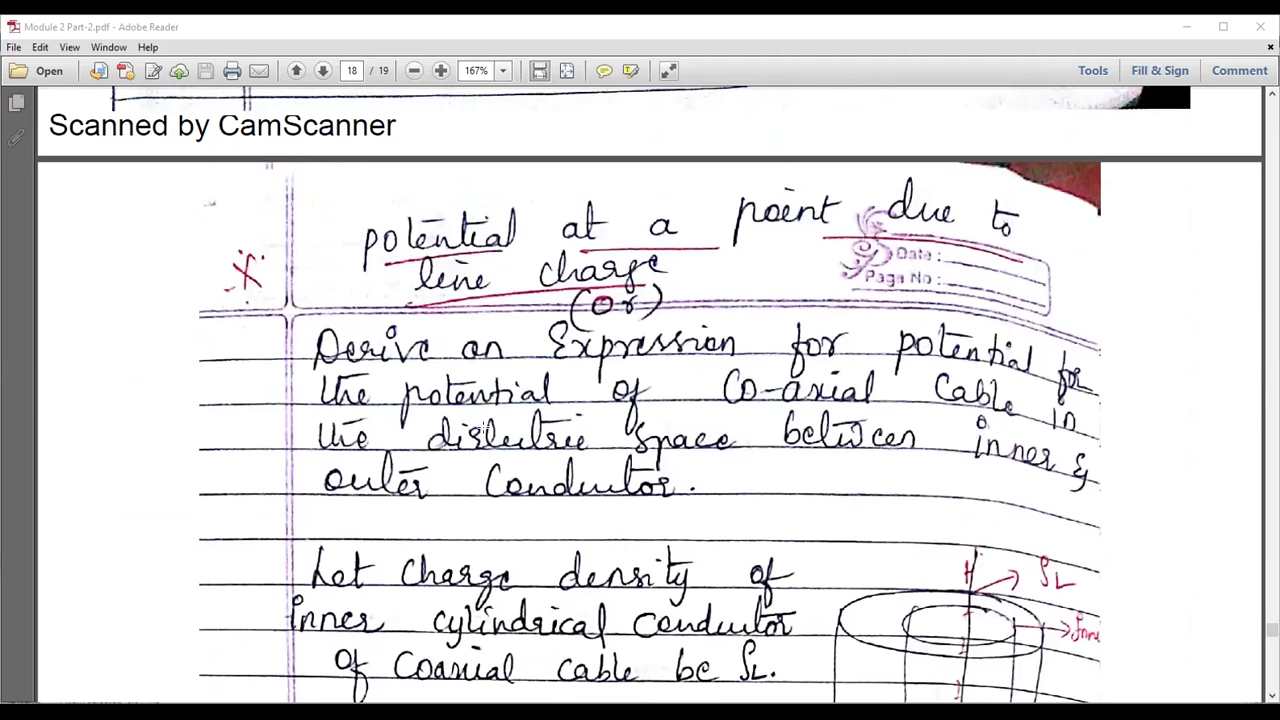 Module 2 Part-2.pdf - Adobe Reader
File Edit View Window Help
Open 18 / 19 167% Tools Fill & Sign Comment
Scanned by CamScanner
potential at a point due to
line charge
Date :
Page No :
(Or)
Derive an Expression for potential for
the potential of Co-axial Cable in
the dielectric space between inner &
outer Conductor.
Let Charge density of
inner cylindrical conductor
of Coaxial cable be ρL.
ρL